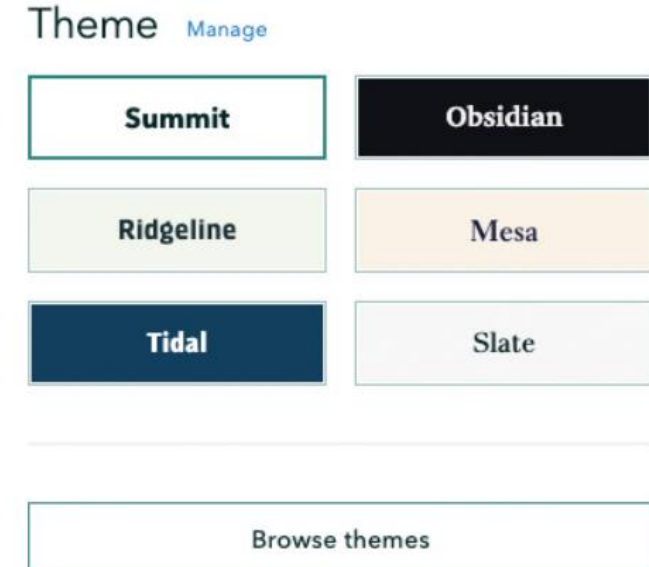 Theme Manage
Summit Obsidian
Ridgeline Mesa
Tidal Slate
Browse themes